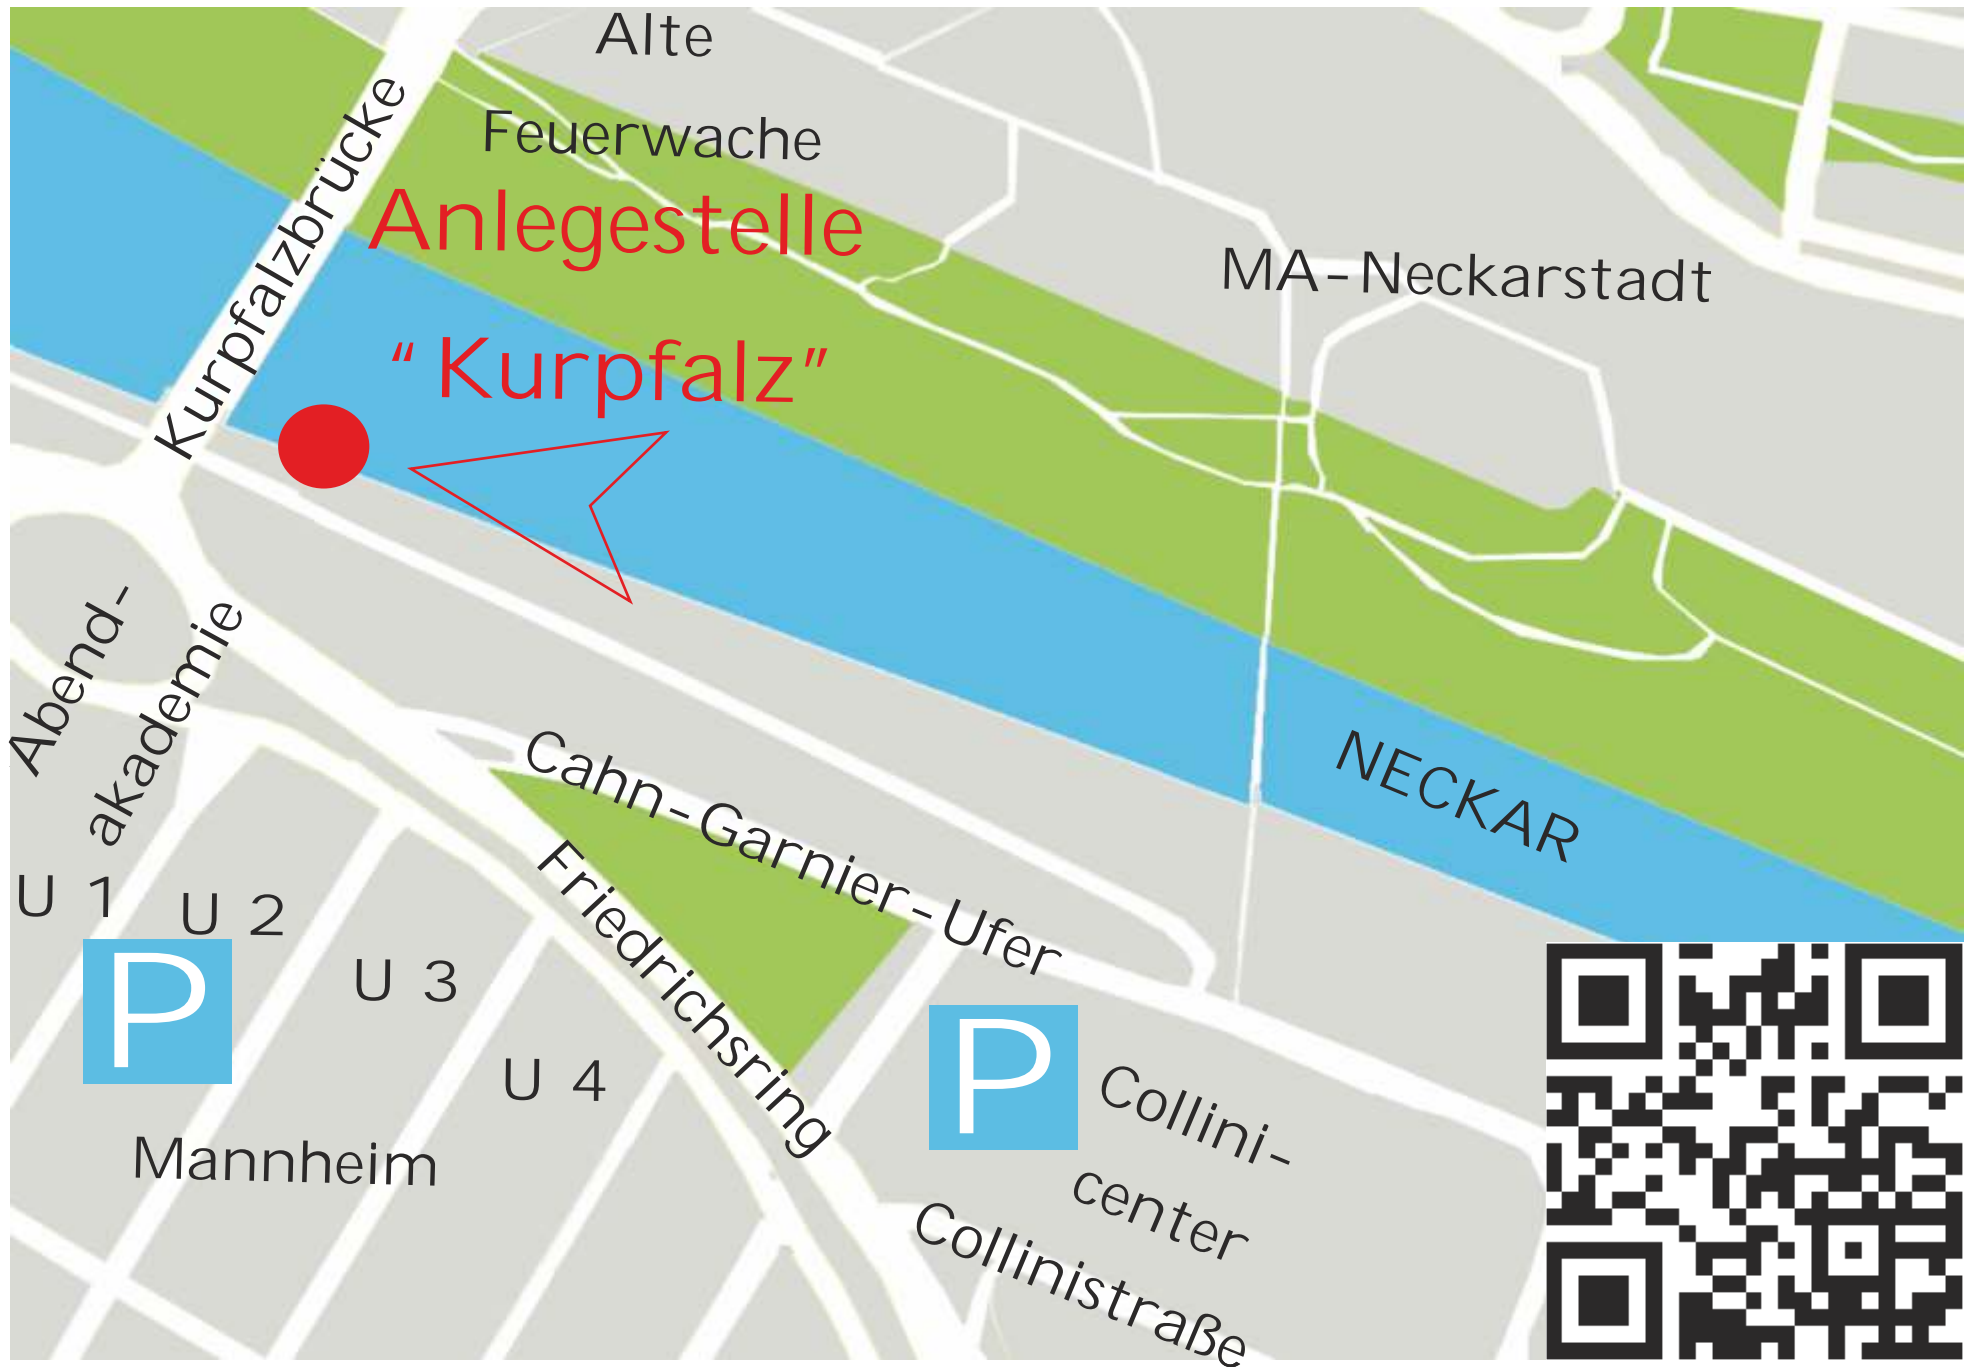 Alte
Feuerwache
Kurpfalzbrücke
Anlegestelle
“Kurpfalz”
MA-Neckarstadt
Abend-
akademie
NECKAR
Cahn-Garnier-Ufer
Friedrichsring
U 1
U 2
U 3
U 4
P
P
Mannheim
Collini-
center
Collinistraße